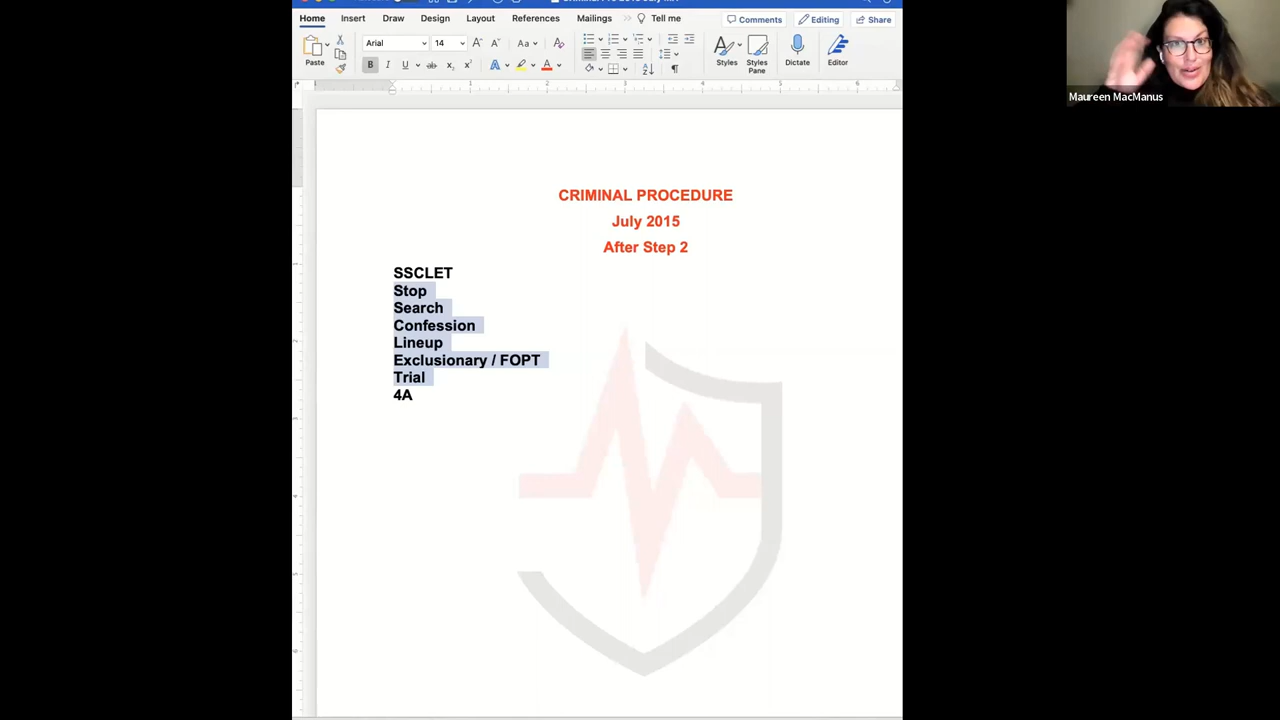 Home Insert Draw Design Layout References Mailings Tell me Comments Editing Share
Paste Arial 14 Aa Styles Styles Pane Dictate Editor
Maureen MacManus
CRIMINAL PROCEDURE
July 2015
After Step 2
SSCLET
Stop
Search
Confession
Lineup
Exclusionary / FOPT
Trial
4A